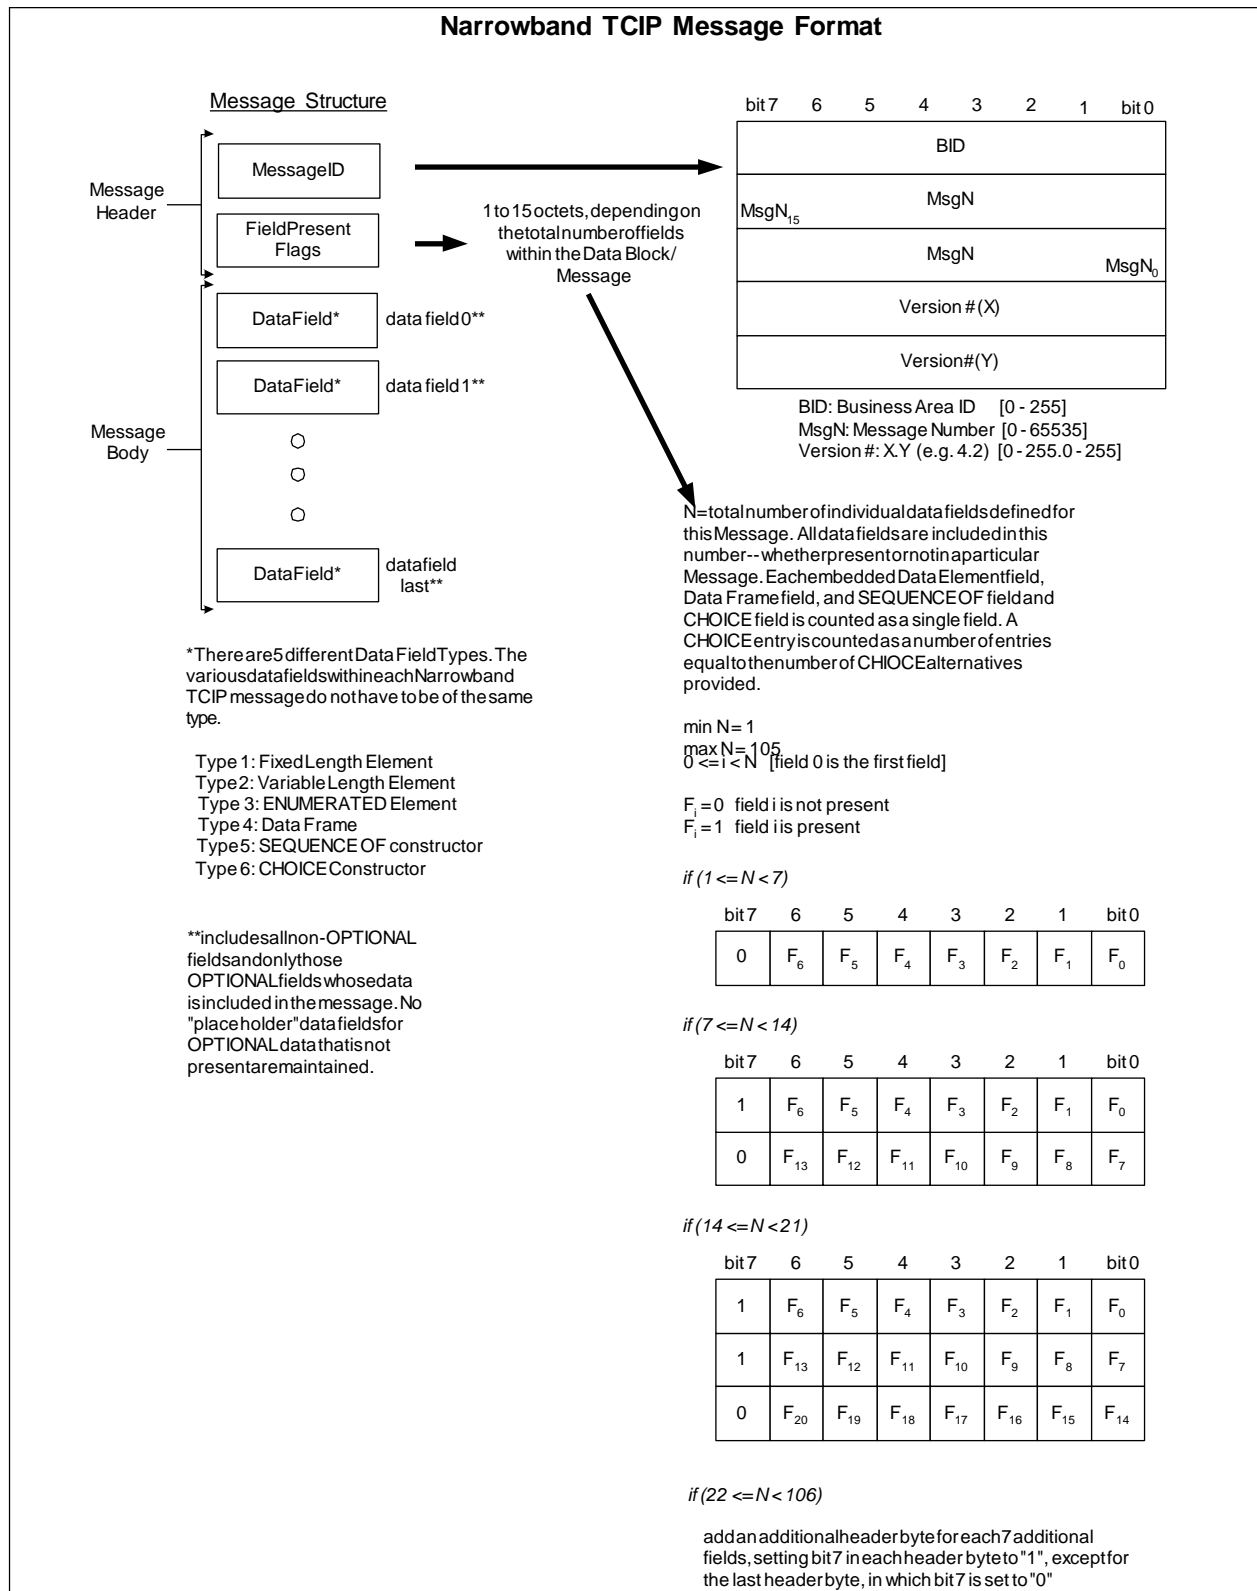 Narrowband TCIP Message Format
Message Structure
Message
Header
MessageID
FieldPresent
Flags
1 to 15 octets, depending on
the total number of fields
within the Data Block/
Message
Message
Body
DataField*
data field 0**
DataField*
data field 1**
DataField*
datafield
last**
bit 7 6 5 4 3 2 1 bit 0
BID
MsgN
MsgN15
MsgN
MsgN0
Version # (X)
Version#(Y)
BID: Business Area ID [0 - 255]
MsgN: Message Number [0 - 65535]
Version #: X.Y (e.g. 4.2) [0 - 255.0 - 255]
*There are 5 different Data Field Types. The
various data fields within each Narrowband
TCIP message do not have to be of the same
type.
Type 1: Fixed Length Element
Type 2: Variable Length Element
Type 3: ENUMERATED Element
Type 4: Data Frame
Type 5: SEQUENCE OF constructor
Type 6: CHOICE Constructor
**includes all non-OPTIONAL
fields and only those
OPTIONAL fields whose data
is included in the message. No
"place holder" data fields for
OPTIONAL data that is not
present are maintained.
N= total number of individual data fields defined for
this Message. All data fields are included in this
number -- whether present or not in a particular
Message. Each embedded Data Element field,
Data Frame field, and SEQUENCE OF field and
CHOICE field is counted as a single field. A
CHOICE entry is counted as a number of entries
equal to the number of CHIOCE alternatives
provided.
min N= 1
max N= 105
0 <= i < N [field 0 is the first field]
Fi = 0 field i is not present
Fi = 1 field i is present
if (1 <= N < 7)
bit 7 6 5 4 3 2 1 bit 0
0 F6 F5 F4 F3 F2 F1 F0
if (7 <= N < 14)
bit 7 6 5 4 3 2 1 bit 0
1 F6 F5 F4 F3 F2 F1 F0
0 F13 F12 F11 F10 F9 F8 F7
if (14 <= N < 21)
bit 7 6 5 4 3 2 1 bit 0
1 F6 F5 F4 F3 F2 F1 F0
1 F13 F12 F11 F10 F9 F8 F7
0 F20 F19 F18 F17 F16 F15 F14
if (22 <= N < 106)
add an additional header byte for each 7 additional
fields, setting bit 7 in each header byte to "1", except for
the last header byte, in which bit 7 is set to "0"